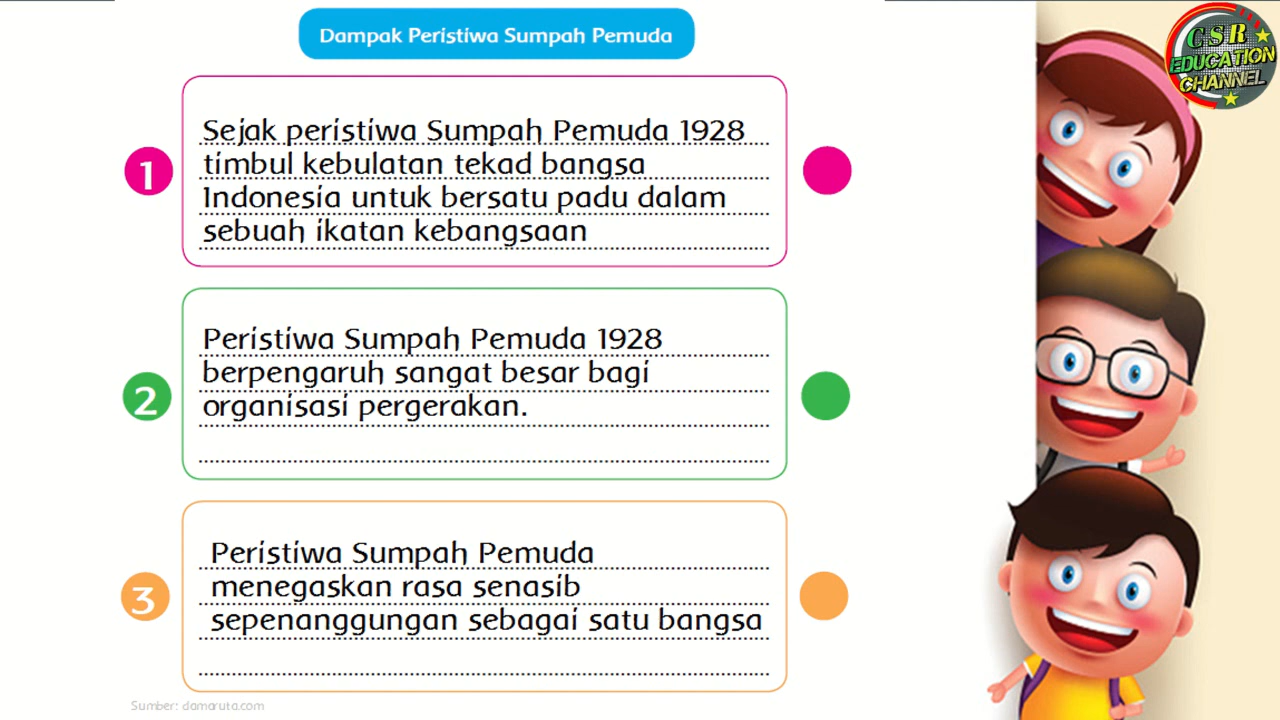 Dampak Peristiwa Sumpah Pemuda
1
Sejak peristiwa Sumpah Pemuda 1928
timbul kebulatan tekad bangsa
Indonesia untuk bersatu padu dalam
sebuah ikatan kebangsaan
2
Peristiwa Sumpah Pemuda 1928
berpengaruh sangat besar bagi
organisasi pergerakan.
3
Peristiwa Sumpah Pemuda
menegaskan rasa senasib
sepenanggungan sebagai satu bangsa
Sumber: damaruta.com
CSR
EDUCATION
CHANNEL